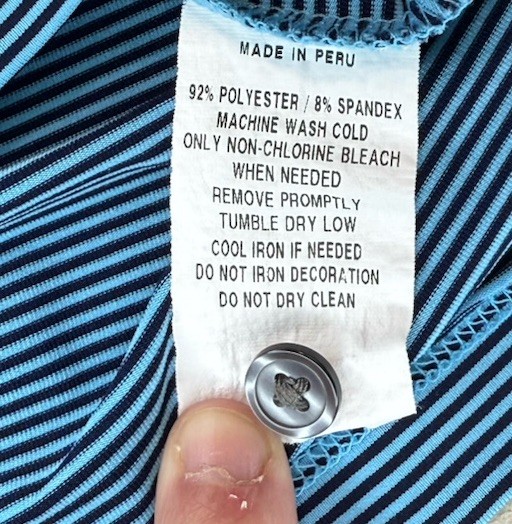 MADE IN PERU
92% POLYESTER / 8% SPANDEX
MACHINE WASH COLD
ONLY NON-CHLORINE BLEACH
WHEN NEEDED
REMOVE PROMPTLY
TUMBLE DRY LOW
COOL IRON IF NEEDED
DO NOT IRON DECORATION
DO NOT DRY CLEAN